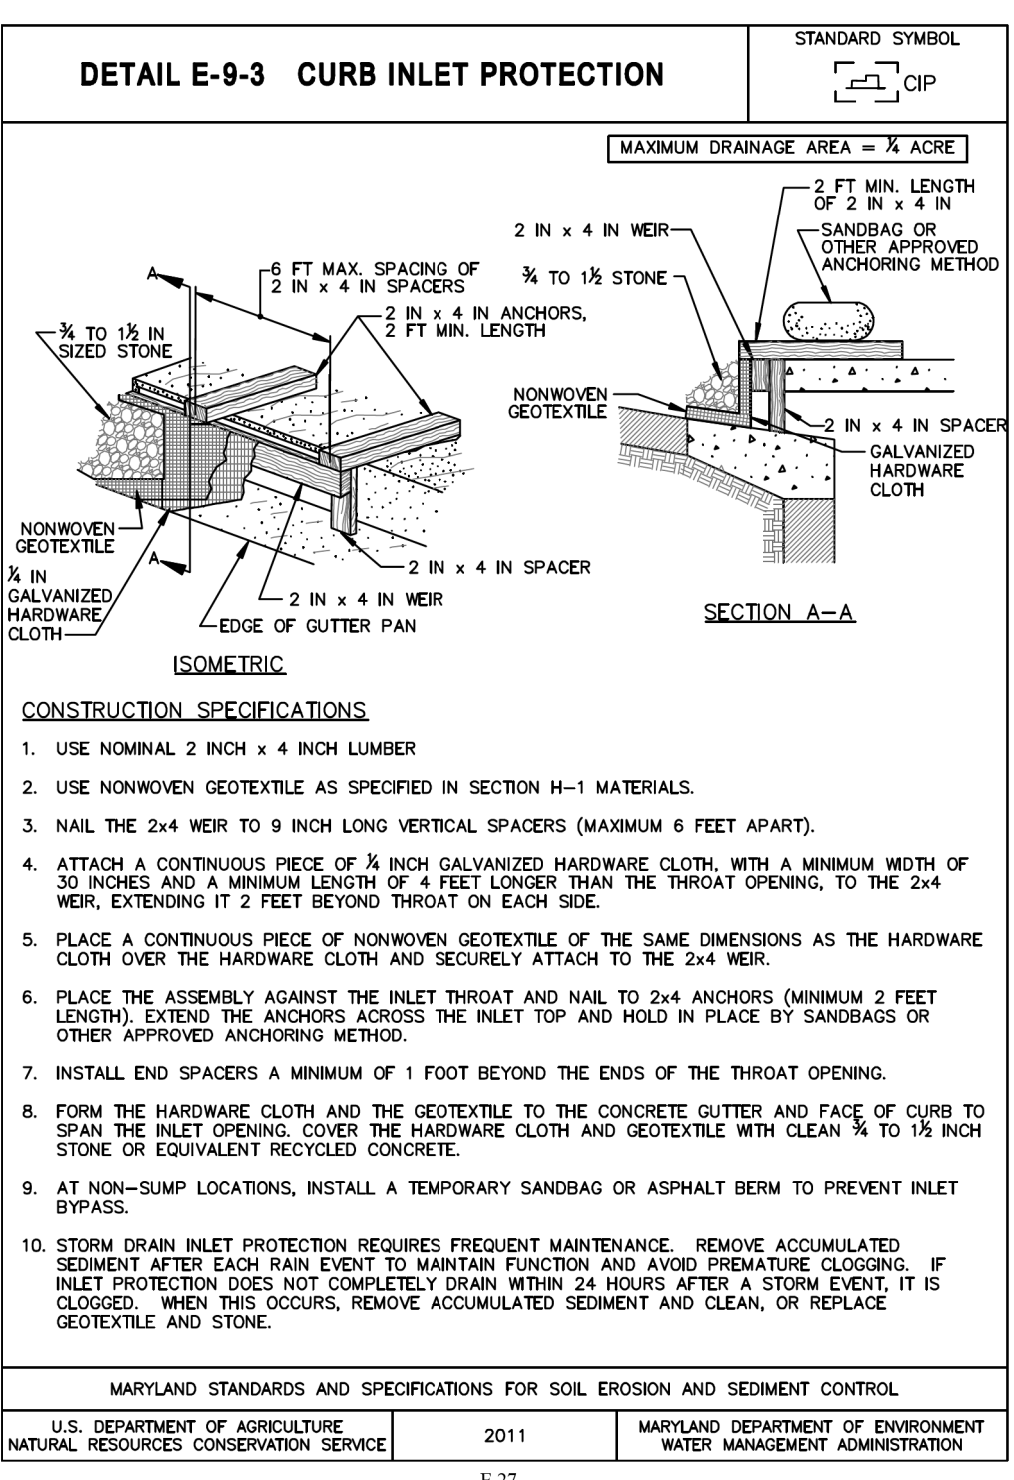 DETAIL E-9-3 CURB INLET PROTECTION
STANDARD SYMBOL
CIP
MAXIMUM DRAINAGE AREA = ¼ ACRE
2 FT MIN. LENGTH
OF 2 IN x 4 IN
2 IN x 4 IN WEIR
SANDBAG OR
OTHER APPROVED
ANCHORING METHOD
¾ TO 1½ STONE
NONWOVEN
GEOTEXTILE
2 IN x 4 IN SPACER
GALVANIZED
HARDWARE
CLOTH
SECTION A-A
A
6 FT MAX. SPACING OF
2 IN x 4 IN SPACERS
2 IN x 4 IN ANCHORS,
2 FT MIN. LENGTH
¾ TO 1½ IN
SIZED STONE
NONWOVEN
GEOTEXTILE
A
¼ IN
GALVANIZED
HARDWARE
CLOTH
2 IN x 4 IN SPACER
2 IN x 4 IN WEIR
EDGE OF GUTTER PAN
ISOMETRIC
CONSTRUCTION SPECIFICATIONS
1. USE NOMINAL 2 INCH x 4 INCH LUMBER
2. USE NONWOVEN GEOTEXTILE AS SPECIFIED IN SECTION H-1 MATERIALS.
3. NAIL THE 2x4 WEIR TO 9 INCH LONG VERTICAL SPACERS (MAXIMUM 6 FEET APART).
4. ATTACH A CONTINUOUS PIECE OF ¼ INCH GALVANIZED HARDWARE CLOTH, WITH A MINIMUM WIDTH OF
30 INCHES AND A MINIMUM LENGTH OF 4 FEET LONGER THAN THE THROAT OPENING, TO THE 2x4
WEIR, EXTENDING IT 2 FEET BEYOND THROAT ON EACH SIDE.
5. PLACE A CONTINUOUS PIECE OF NONWOVEN GEOTEXTILE OF THE SAME DIMENSIONS AS THE HARDWARE
CLOTH OVER THE HARDWARE CLOTH AND SECURELY ATTACH TO THE 2x4 WEIR.
6. PLACE THE ASSEMBLY AGAINST THE INLET THROAT AND NAIL TO 2x4 ANCHORS (MINIMUM 2 FEET
LENGTH). EXTEND THE ANCHORS ACROSS THE INLET TOP AND HOLD IN PLACE BY SANDBAGS OR
OTHER APPROVED ANCHORING METHOD.
7. INSTALL END SPACERS A MINIMUM OF 1 FOOT BEYOND THE ENDS OF THE THROAT OPENING.
8. FORM THE HARDWARE CLOTH AND THE GEOTEXTILE TO THE CONCRETE GUTTER AND FACE OF CURB TO
SPAN THE INLET OPENING. COVER THE HARDWARE CLOTH AND GEOTEXTILE WITH CLEAN ¾ TO 1½ INCH
STONE OR EQUIVALENT RECYCLED CONCRETE.
9. AT NON-SUMP LOCATIONS, INSTALL A TEMPORARY SANDBAG OR ASPHALT BERM TO PREVENT INLET
BYPASS.
10. STORM DRAIN INLET PROTECTION REQUIRES FREQUENT MAINTENANCE. REMOVE ACCUMULATED
SEDIMENT AFTER EACH RAIN EVENT TO MAINTAIN FUNCTION AND AVOID PREMATURE CLOGGING. IF
INLET PROTECTION DOES NOT COMPLETELY DRAIN WITHIN 24 HOURS AFTER A STORM EVENT, IT IS
CLOGGED. WHEN THIS OCCURS, REMOVE ACCUMULATED SEDIMENT AND CLEAN, OR REPLACE
GEOTEXTILE AND STONE.
MARYLAND STANDARDS AND SPECIFICATIONS FOR SOIL EROSION AND SEDIMENT CONTROL
U.S. DEPARTMENT OF AGRICULTURE
NATURAL RESOURCES CONSERVATION SERVICE
2011
MARYLAND DEPARTMENT OF ENVIRONMENT
WATER MANAGEMENT ADMINISTRATION